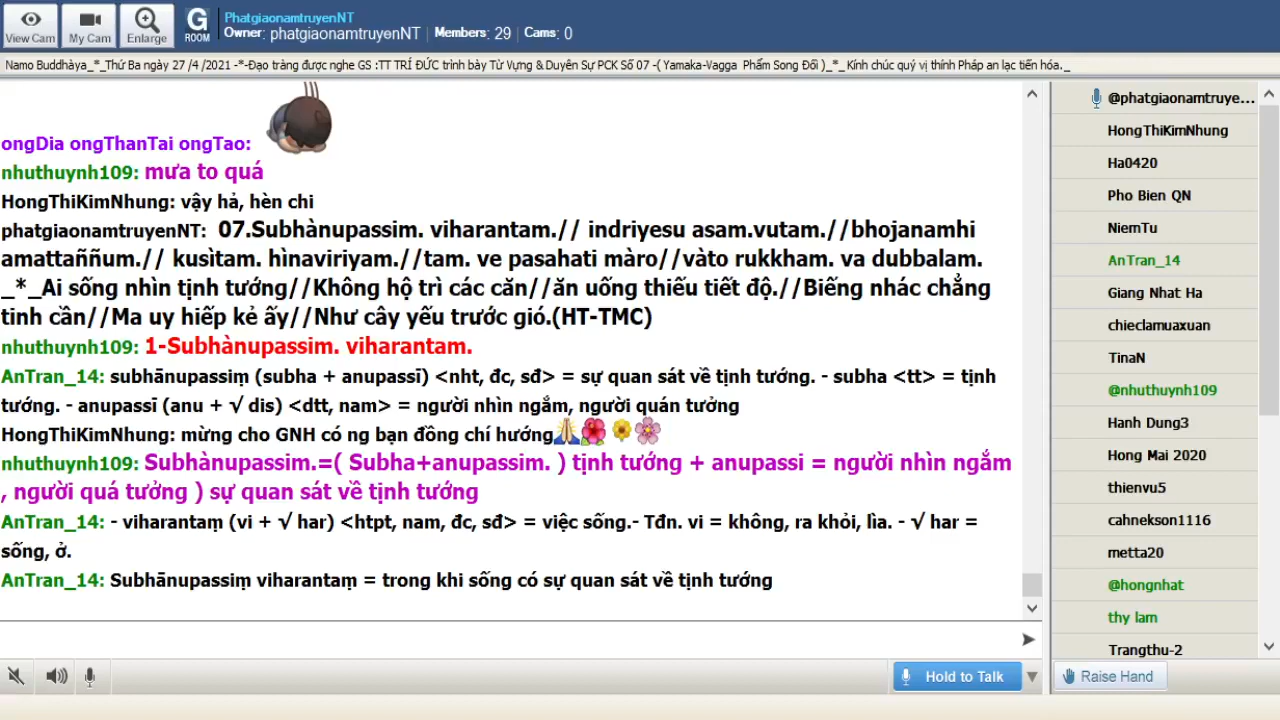 View Cam
My Cam
Enlarge
G
ROOM
PhatgiaonamtruyenNT
Owner: phatgiaonamtruyenNT | Members: 29 | Cams: 0
Namo Buddhàya_*_Thứ Ba ngày 27 /4 /2021 -*-Đạo tràng được nghe GS :TT TRÍ ĐỨC trình bày Từ Vựng & Duyên Sự PCK Số 07 -( Yamaka-Vagga Phẩm Song Đối )_*_ Kính chúc quý vị thính Pháp an lạc tiến hóa._
ongDia ongThanTai ongTao:
nhuthuynh109: mưa to quá
HongThiKimNhung: vậy hả, hèn chi
phatgiaonamtruyenNT: 07.Subhànupassim. viharantam.// indriyesu asam.vutam.//bhojanamhi
amattaññum.// kusìtam. hìnaviriyam.//tam. ve pasahati màro//vàto rukkham. va dubbalam.
_*_Ai sống nhìn tịnh tướng//Không hộ trì các căn//ăn uống thiếu tiết độ.//Biếng nhác chẳng
tinh cần//Ma uy hiếp kẻ ấy//Như cây yếu trước gió.(HT-TMC)
nhuthuynh109: 1-Subhànupassim. viharantam.
AnTran_14: subhānupassiṃ (subha + anupassī) <nht, đc, sđ> = sự quan sát về tịnh tướng. - subha <tt> = tịnh
tướng. - anupassī (anu + √ dis) <dtt, nam> = người nhìn ngắm, người quán tưởng
HongThiKimNhung: mừng cho GNH có ng bạn đồng chí hướng
nhuthuynh109: Subhànupassim.=( Subha+anupassim. ) tịnh tướng + anupassi = người nhìn ngắm
, người quá tưởng ) sự quan sát về tịnh tướng
AnTran_14: - viharantaṃ (vi + √ har) <htpt, nam, đc, sđ> = việc sống.- Tđn. vi = không, ra khỏi, lìa. - √ har =
sống, ở.
AnTran_14: Subhānupassiṃ viharantaṃ = trong khi sống có sự quan sát về tịnh tướng
@phatgiaonamtruye...
HongThiKimNhung
Ha0420
Pho Bien QN
NiemTu
AnTran_14
Giang Nhat Ha
chieclamuaxuan
TinaN
@nhuthuynh109
Hanh Dung3
Hong Mai 2020
thienvu5
cahnekson1116
metta20
@hongnhat
thy lam
Trangthu-2
Hold to Talk
Raise Hand